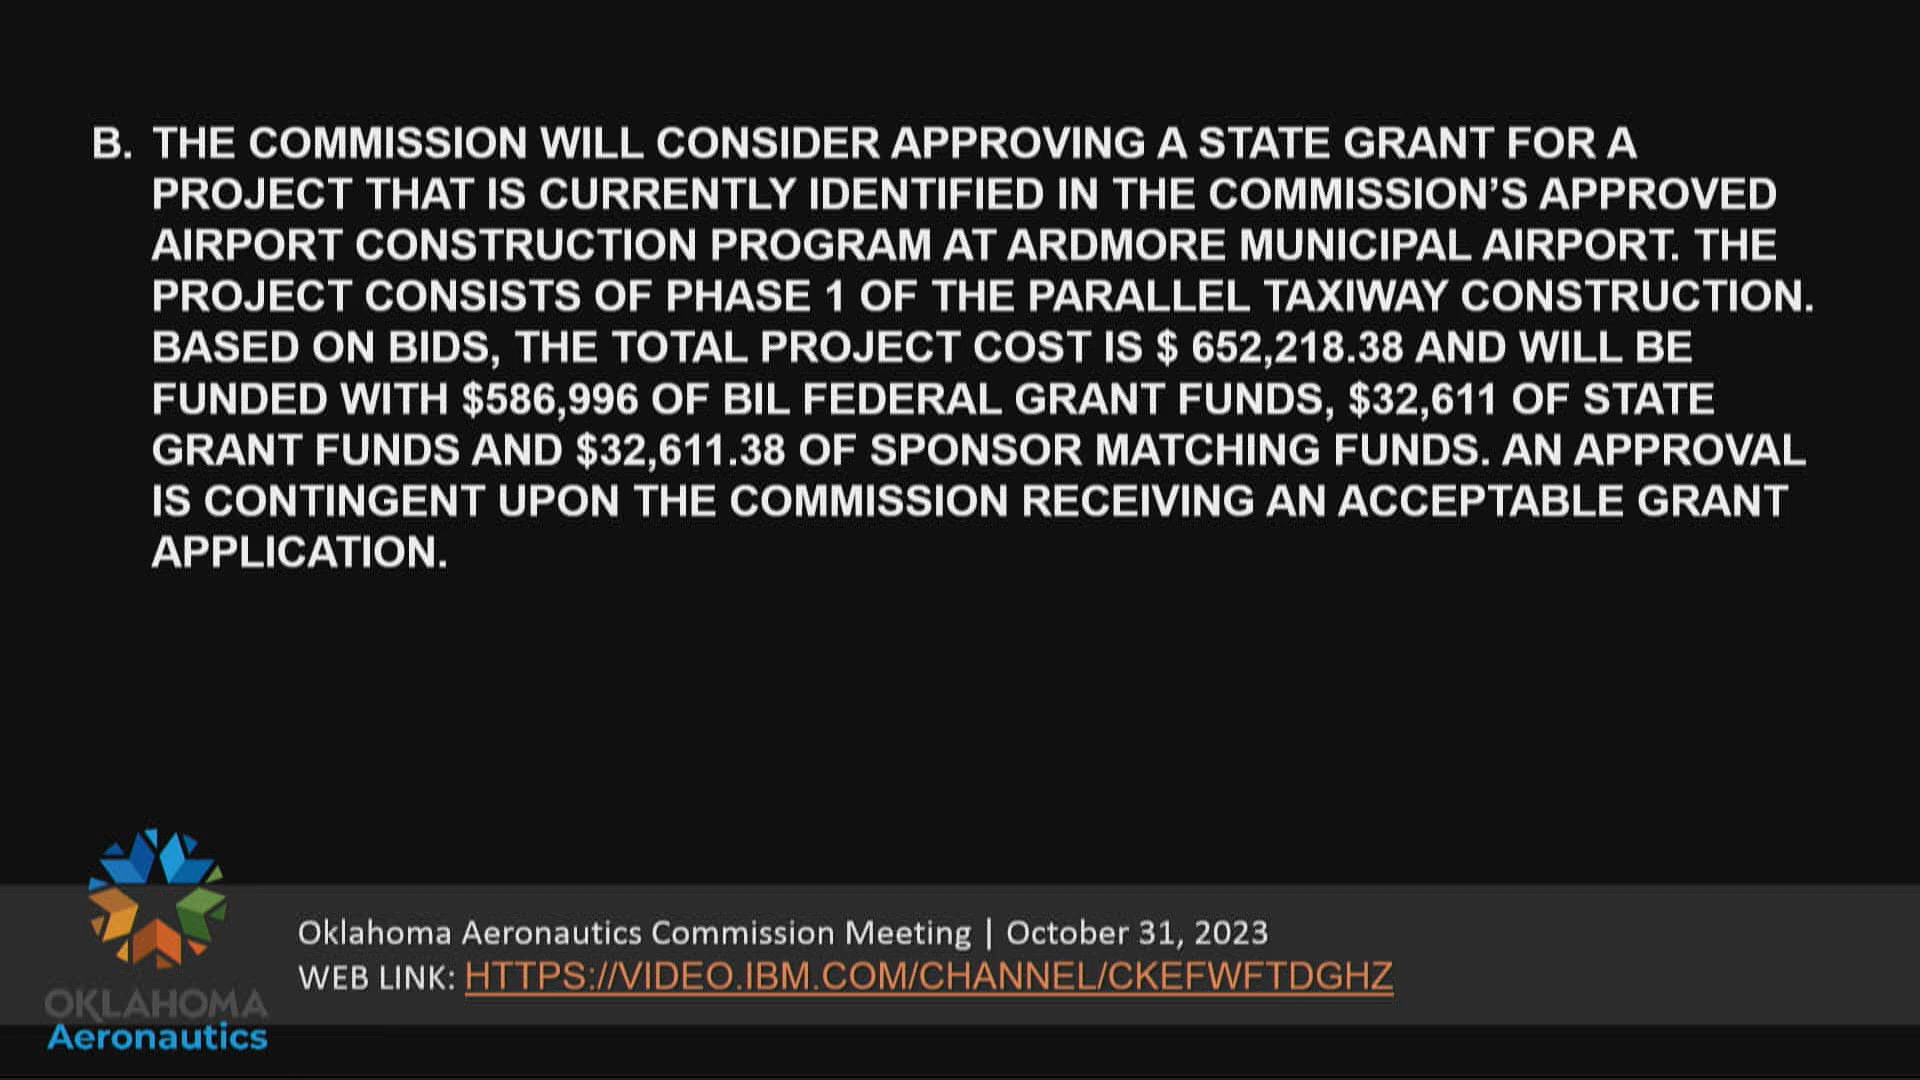 B. THE COMMISSION WILL CONSIDER APPROVING A STATE GRANT FOR A
PROJECT THAT IS CURRENTLY IDENTIFIED IN THE COMMISSION'S APPROVED
AIRPORT CONSTRUCTION PROGRAM AT ARDMORE MUNICIPAL AIRPORT. THE
PROJECT CONSISTS OF PHASE 1 OF THE PARALLEL TAXIWAY CONSTRUCTION.
BASED ON BIDS, THE TOTAL PROJECT COST IS $ 652,218.38 AND WILL BE
FUNDED WITH $586,996 OF BIL FEDERAL GRANT FUNDS, $32,611 OF STATE
GRANT FUNDS AND $32,611.38 OF SPONSOR MATCHING FUNDS. AN APPROVAL
IS CONTINGENT UPON THE COMMISSION RECEIVING AN ACCEPTABLE GRANT
APPLICATION.
Oklahoma Aeronautics Commission Meeting | October 31, 2023
WEB LINK: HTTPS://VIDEO.IBM.COM/CHANNEL/CKEFWFTDGHZ
OKLAHOMA
Aeronautics